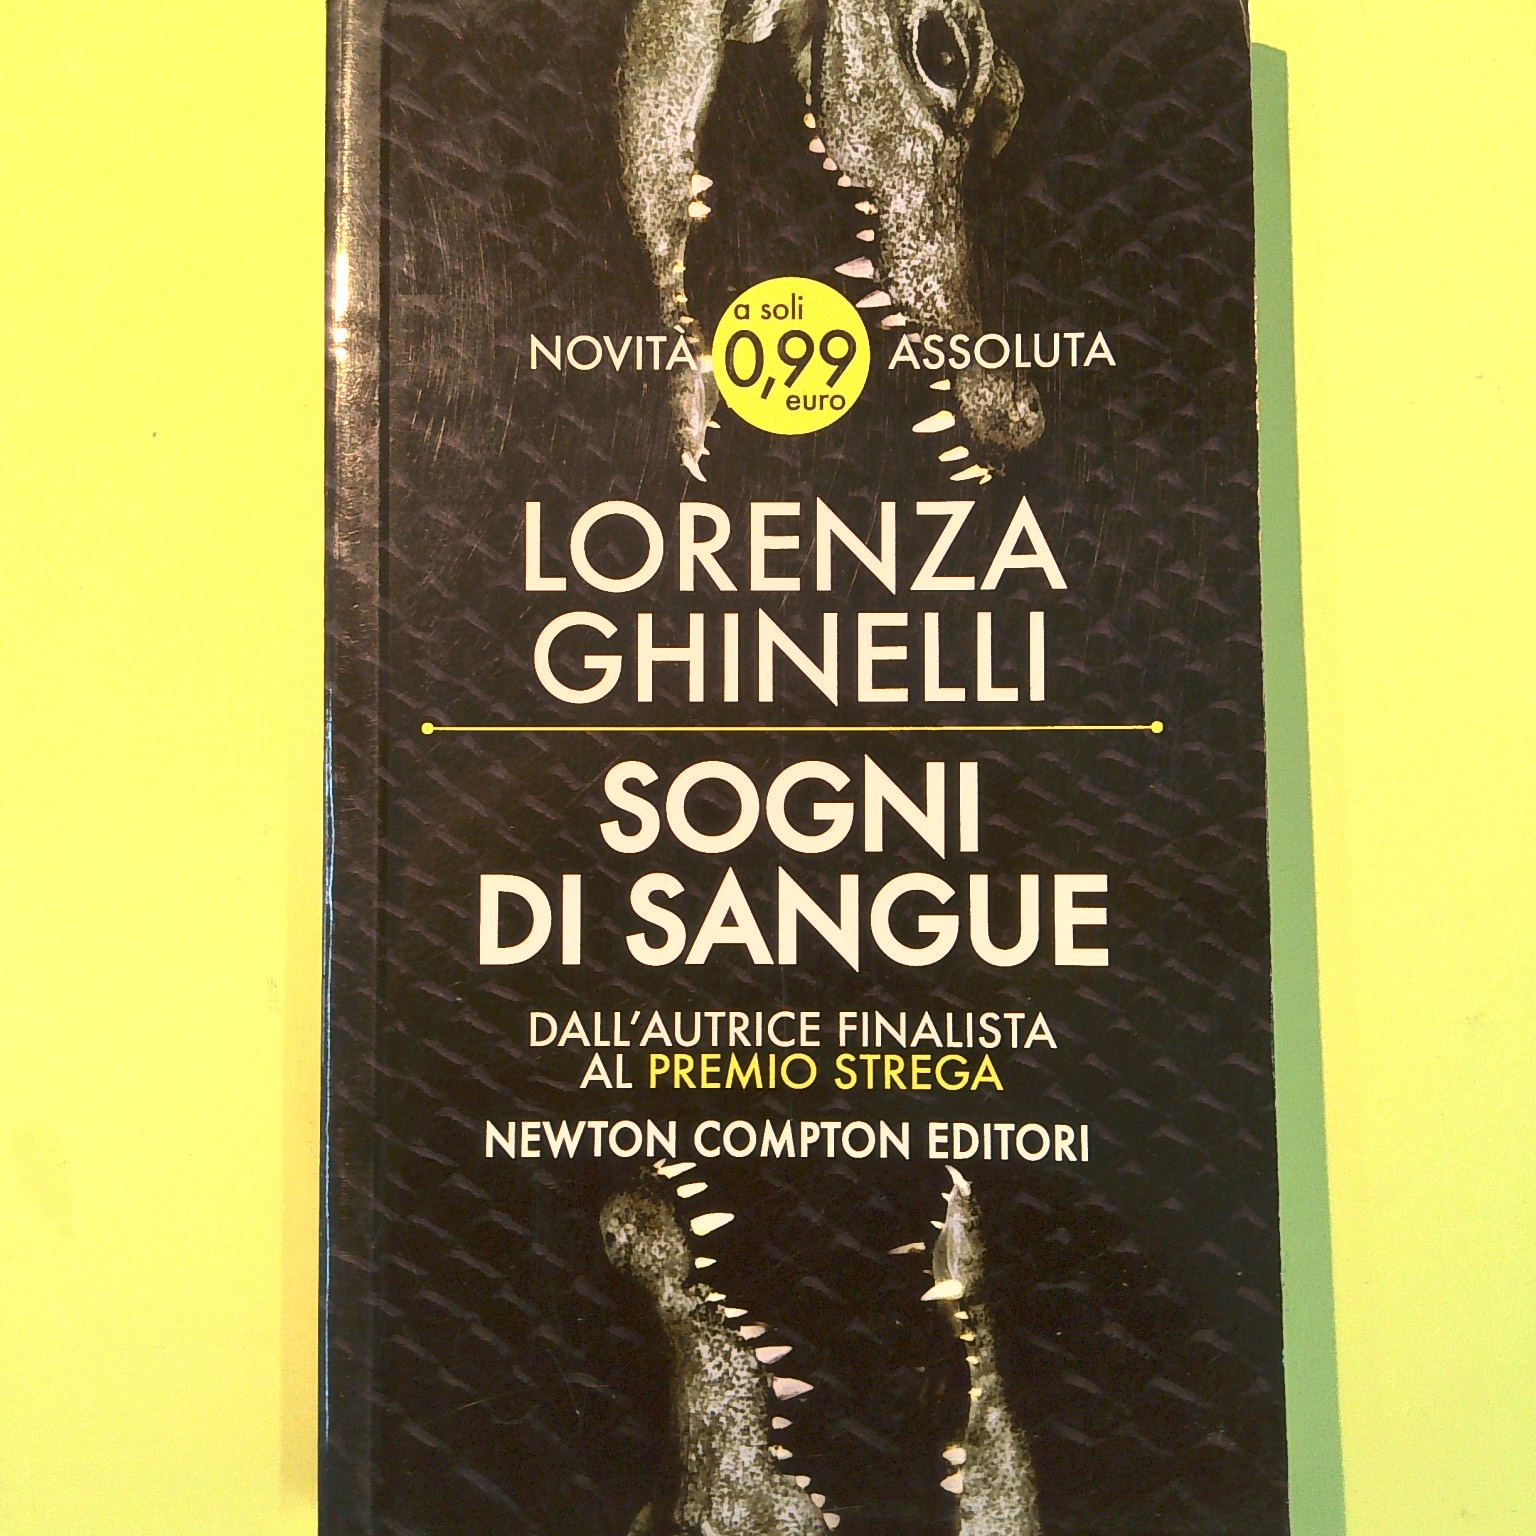 a soli
NOVITÀ 0,99 ASSOLUTA
euro
LORENZA
GHINELLI
SOGNI
DI SANGUE
DALL'AUTRICE FINALISTA
AL PREMIO STREGA
NEWTON COMPTON EDITORI